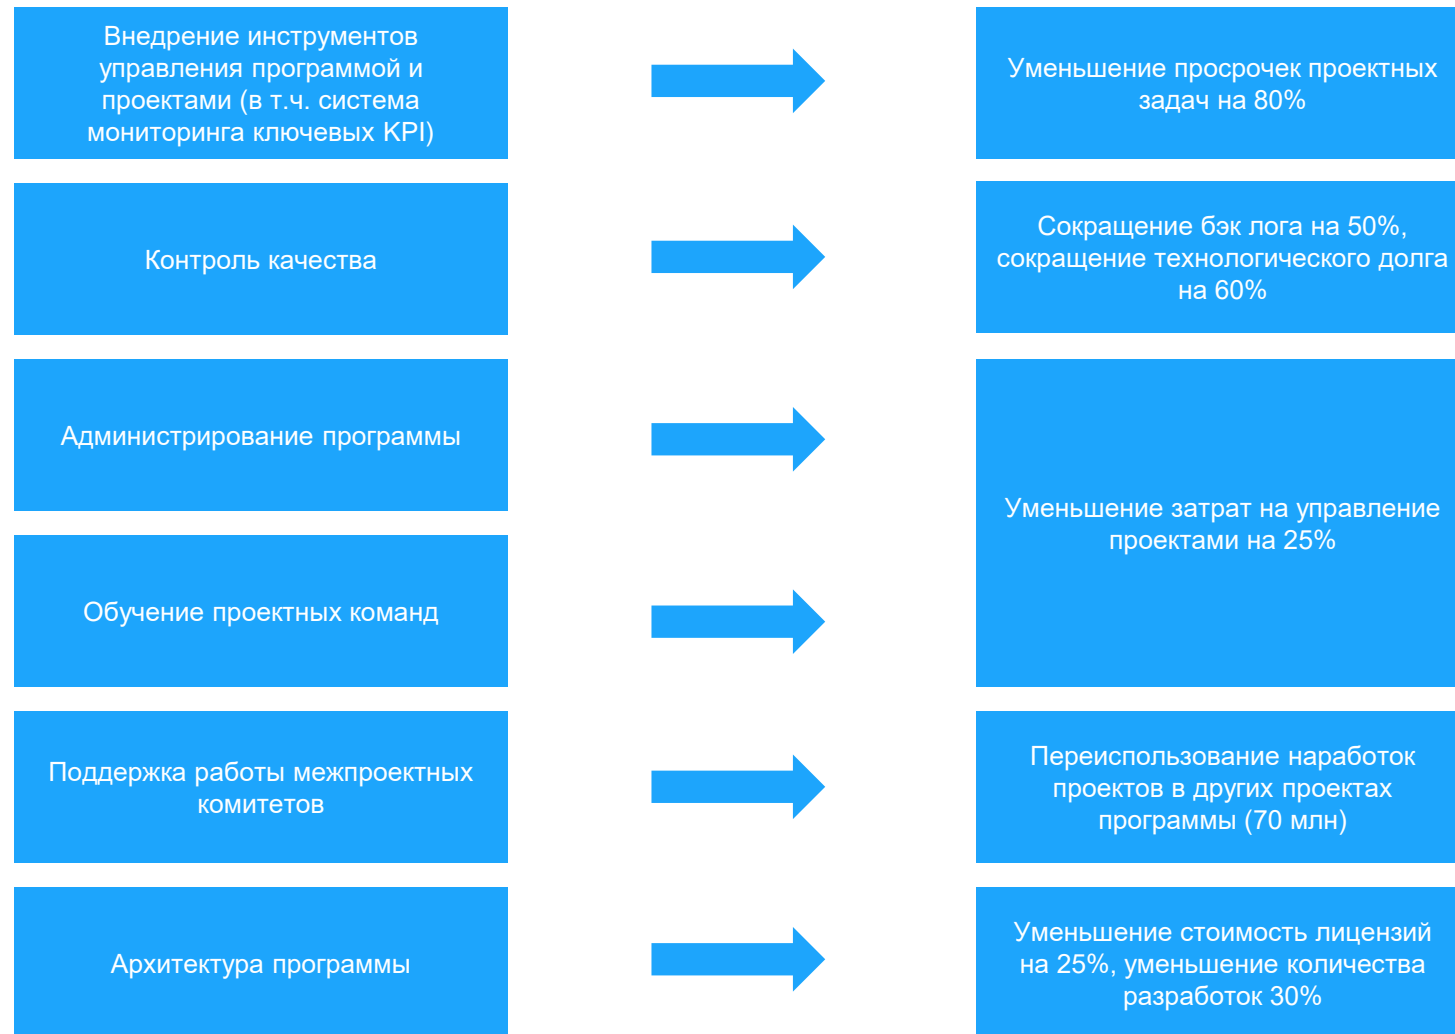 Внедрение инструментов
управления программой и
проектами (в т.ч. система
мониторинга ключевых KPI)
Уменьшение просрочек проектных
задач на 80%
Контроль качества
Сокращение бэк лога на 50%,
сокращение технологического долга
на 60%
Администрирование программы
Уменьшение затрат на управление
проектами на 25%
Обучение проектных команд
Поддержка работы межпроектных
комитетов
Переиспользование наработок
проектов в других проектах
программы (70 млн)
Архитектура программы
Уменьшение стоимость лицензий
на 25%, уменьшение количества
разработок 30%